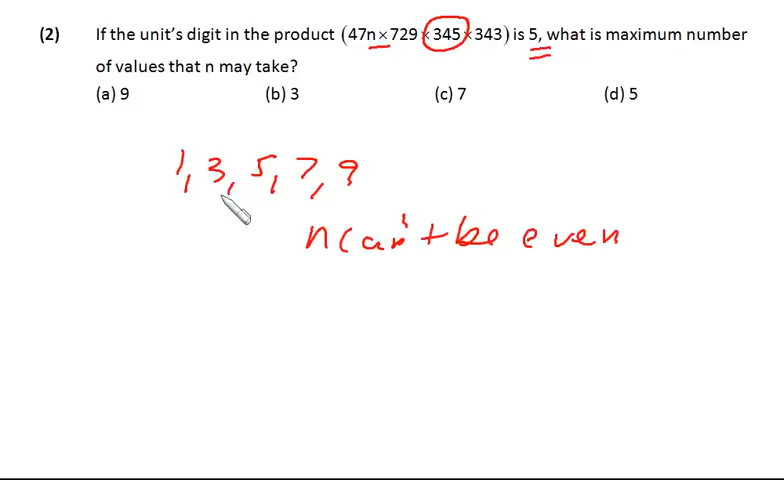 (2) If the unit's digit in the product (47n×729×345×343) is 5, what is maximum number
of values that n may take?
(a) 9 (b) 3 (c) 7 (d) 5
1, 3, 5, 7, 9
n can't be even